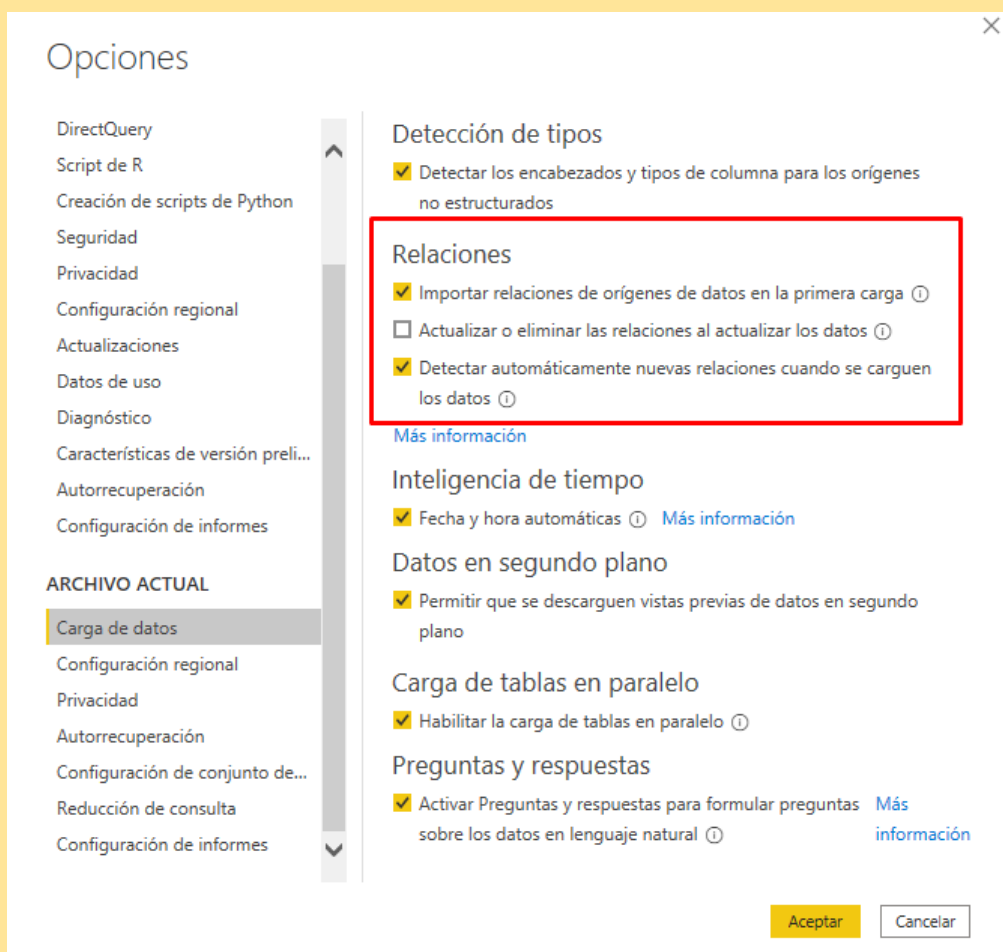 Opciones
DirectQuery
Script de R
Creación de scripts de Python
Seguridad
Privacidad
Configuración regional
Actualizaciones
Datos de uso
Diagnóstico
Características de versión preli...
Autorrecuperación
Configuración de informes
ARCHIVO ACTUAL
Carga de datos
Configuración regional
Privacidad
Autorrecuperación
Configuración de conjunto de...
Reducción de consulta
Configuración de informes
Detección de tipos
Detectar los encabezados y tipos de columna para los orígenes
no estructurados
Relaciones
Importar relaciones de orígenes de datos en la primera carga
Actualizar o eliminar las relaciones al actualizar los datos
Detectar automáticamente nuevas relaciones cuando se carguen
los datos
Más información
Inteligencia de tiempo
Fecha y hora automáticas Más información
Datos en segundo plano
Permitir que se descarguen vistas previas de datos en segundo
plano
Carga de tablas en paralelo
Habilitar la carga de tablas en paralelo
Preguntas y respuestas
Activar Preguntas y respuestas para formular preguntas Más
sobre los datos en lenguaje natural información
Aceptar Cancelar